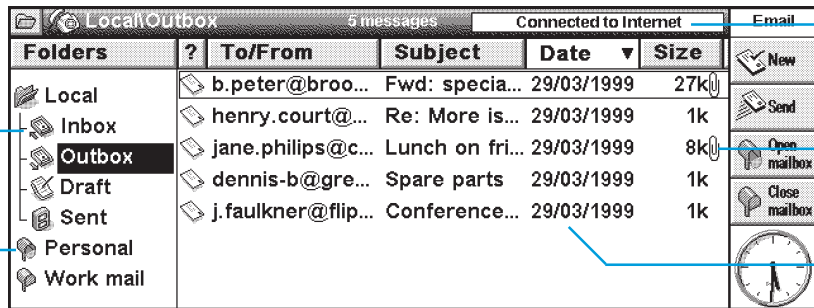 Local\Outbox 5 messages Connected to Internet Email
Folders ? To/From Subject Date Size
New
Send
Open mailbox
Close mailbox
Local
Inbox
Outbox
Draft
Sent
Personal
Work mail
b.peter@broo... Fwd: specia... 29/03/1999 27k
henry.court@... Re: More is... 29/03/1999 1k
jane.philips@c... Lunch on fri... 29/03/1999 8k
dennis-b@gre... Spare parts 29/03/1999 1k
j.faulkner@flip... Conference... 29/03/1999 1k